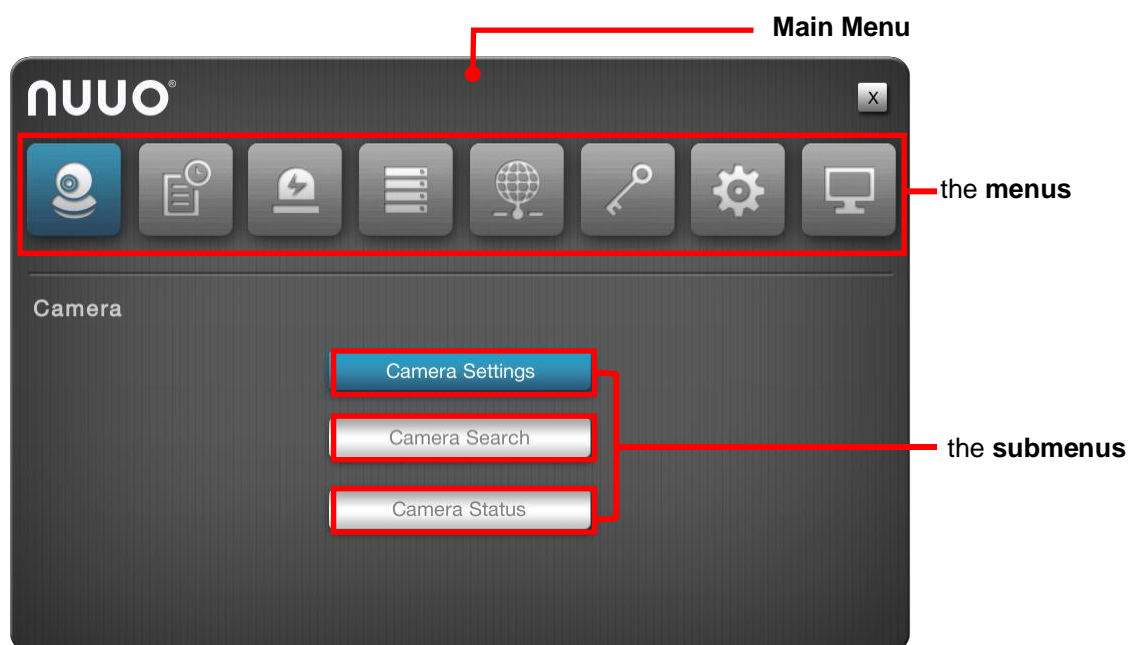 Main Menu
nuuo®
X
the menus
Camera
Camera Settings
Camera Search
the submenus
Camera Status